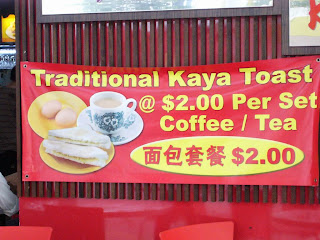 Traditional Kaya Toast
@ $2.00 Per Set
Coffee / Tea
面包套餐 $2.00